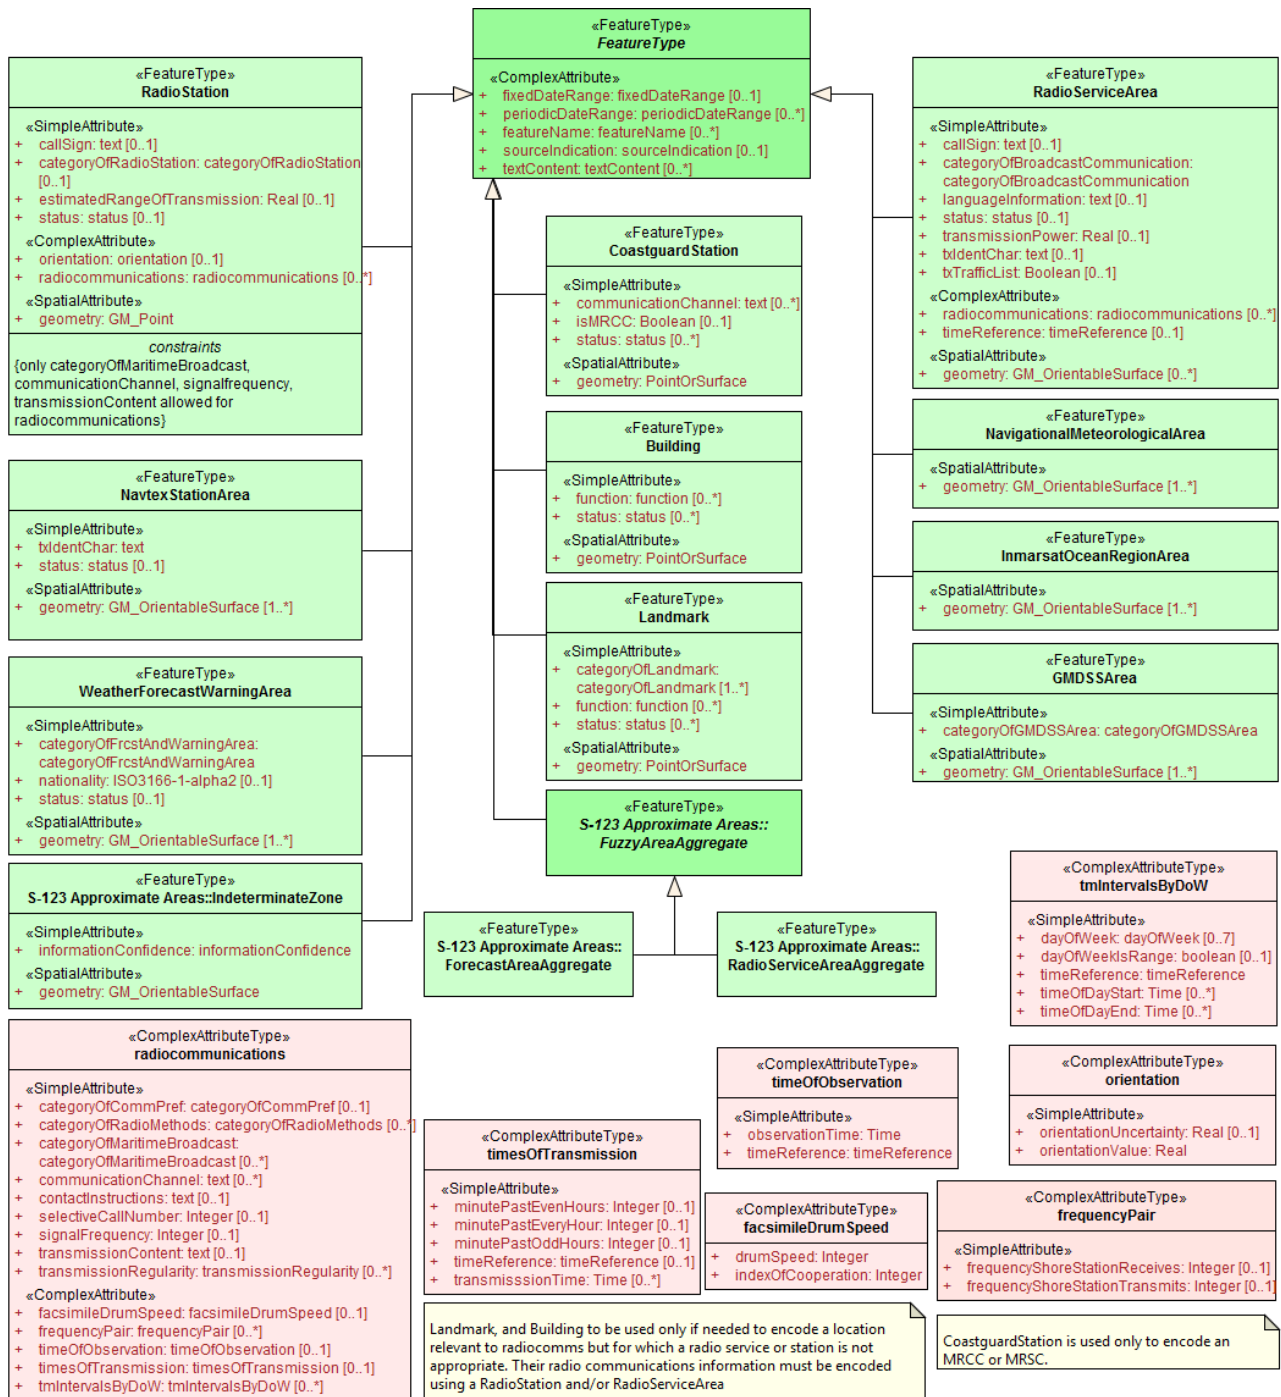 «FeatureType»
FeatureType
«ComplexAttribute»
+ fixedDateRange: fixedDateRange [0..1]
+ periodicDateRange: periodicDateRange [0..*]
+ featureName: featureName [0..*]
+ sourceIndication: sourceIndication [0..1]
+ textContent: textContent [0..*]
«FeatureType»
RadioStation
«SimpleAttribute»
+ callSign: text [0..1]
+ categoryOfRadioStation: categoryOfRadioStation
[0..1]
+ estimatedRangeOfTransmission: Real [0..1]
+ status: status [0..1]
«ComplexAttribute»
+ orientation: orientation [0..1]
+ radiocommunications: radiocommunications [0..*]
«SpatialAttribute»
+ geometry: GM_Point
constraints
{only categoryOfMaritimeBroadcast,
communicationChannel, signalfrequency,
transmissionContent allowed for
radiocommunications}
«FeatureType»
NavtexStationArea
«SimpleAttribute»
+ txIdentChar: text
+ status: status [0..1]
«SpatialAttribute»
+ geometry: GM_OrientableSurface [1..*]
«FeatureType»
WeatherForecastWarningArea
«SimpleAttribute»
+ categoryOfFrcstAndWarningArea:
categoryOfFrcstAndWarningArea
+ nationality: ISO3166-1-alpha2 [0..1]
+ status: status [0..1]
«SpatialAttribute»
+ geometry: GM_OrientableSurface [1..*]
«FeatureType»
S-123 Approximate Areas::IndeterminateZone
«SimpleAttribute»
+ informationConfidence: informationConfidence
«SpatialAttribute»
+ geometry: GM_OrientableSurface
«FeatureType»
CoastguardStation
«SimpleAttribute»
+ communicationChannel: text [0..*]
+ isMRCC: Boolean [0..1]
+ status: status [0..*]
«SpatialAttribute»
+ geometry: PointOrSurface
«FeatureType»
Building
«SimpleAttribute»
+ function: function [0..*]
+ status: status [0..*]
«SpatialAttribute»
+ geometry: PointOrSurface
«FeatureType»
Landmark
«SimpleAttribute»
+ categoryOfLandmark:
categoryOfLandmark [1..*]
+ function: function [0..*]
+ status: status [0..*]
«SpatialAttribute»
+ geometry: PointOrSurface
«FeatureType»
S-123 Approximate Areas::
FuzzyAreaAggregate
«FeatureType»
S-123 Approximate Areas::
ForecastAreaAggregate
«FeatureType»
S-123 Approximate Areas::
RadioServiceAreaAggregate
«FeatureType»
RadioServiceArea
«SimpleAttribute»
+ callSign: text [0..1]
+ categoryOfBroadcastCommunication:
categoryOfBroadcastCommunication
+ languageInformation: text [0..1]
+ status: status [0..1]
+ transmissionPower: Real [0..1]
+ txIdentChar: text [0..1]
+ txTrafficList: Boolean [0..1]
«ComplexAttribute»
+ radiocommunications: radiocommunications [0..*]
+ timeReference: timeReference [0..1]
«SpatialAttribute»
+ geometry: GM_OrientableSurface [0..*]
«FeatureType»
NavigationalMeteorologicalArea
«SpatialAttribute»
+ geometry: GM_OrientableSurface [1..*]
«FeatureType»
InmarsatOceanRegionArea
«SpatialAttribute»
+ geometry: GM_OrientableSurface [1..*]
«FeatureType»
GMDSSArea
«SimpleAttribute»
+ categoryOfGMDSSArea: categoryOfGMDSSArea
«SpatialAttribute»
+ geometry: GM_OrientableSurface [1..*]
«ComplexAttributeType»
tmIntervalsByDoW
«SimpleAttribute»
+ dayOfWeek: dayOfWeek [0..7]
+ dayOfWeekIsRange: boolean [0..1]
+ timeReference: timeReference
+ timeOfDayStart: Time [0..*]
+ timeOfDayEnd: Time [0..*]
«ComplexAttributeType»
radiocommunications
«SimpleAttribute»
+ categoryOfCommPref: categoryOfCommPref [0..1]
+ categoryOfRadioMethods: categoryOfRadioMethods [0..*]
+ categoryOfMaritimeBroadcast:
categoryOfMaritimeBroadcast [0..*]
+ communicationChannel: text [0..*]
+ contactInstructions: text [0..1]
+ selectiveCallNumber: Integer [0..1]
+ signalFrequency: Integer [0..1]
+ transmissionContent: text [0..1]
+ transmissionRegularity: transmissionRegularity [0..*]
«ComplexAttribute»
+ facsimileDrumSpeed: facsimileDrumSpeed [0..1]
+ frequencyPair: frequencyPair [0..*]
+ timeOfObservation: timeOfObservation [0..1]
+ timesOfTransmission: timesOfTransmission [0..1]
+ tmIntervalsByDoW: tmIntervalsByDoW [0..*]
«ComplexAttributeType»
timesOfTransmission
«SimpleAttribute»
+ minutePastEvenHours: Integer [0..1]
+ minutePastEveryHour: Integer [0..1]
+ minutePastOddHours: Integer [0..1]
+ timeReference: timeReference [0..1]
+ transmisssionTime: Time [0..*]
«ComplexAttributeType»
timeOfObservation
«SimpleAttribute»
+ observationTime: Time
+ timeReference: timeReference
«ComplexAttributeType»
facsimileDrumSpeed
+ drumSpeed: Integer
+ indexOfCooperation: Integer
«ComplexAttributeType»
orientation
«SimpleAttribute»
+ orientationUncertainty: Real [0..1]
+ orientationValue: Real
«ComplexAttributeType»
frequencyPair
«SimpleAttribute»
+ frequencyShoreStationReceives: Integer [0..1]
+ frequencyShoreStationTransmits: Integer [0..1]
Landmark, and Building to be used only if needed to encode a location
relevant to radiocomms but for which a radio service or station is not
appropriate. Their radio communications information must be encoded
using a RadioStation and/or RadioServiceArea
CoastguardStation is used only to encode an
MRCC or MRSC.